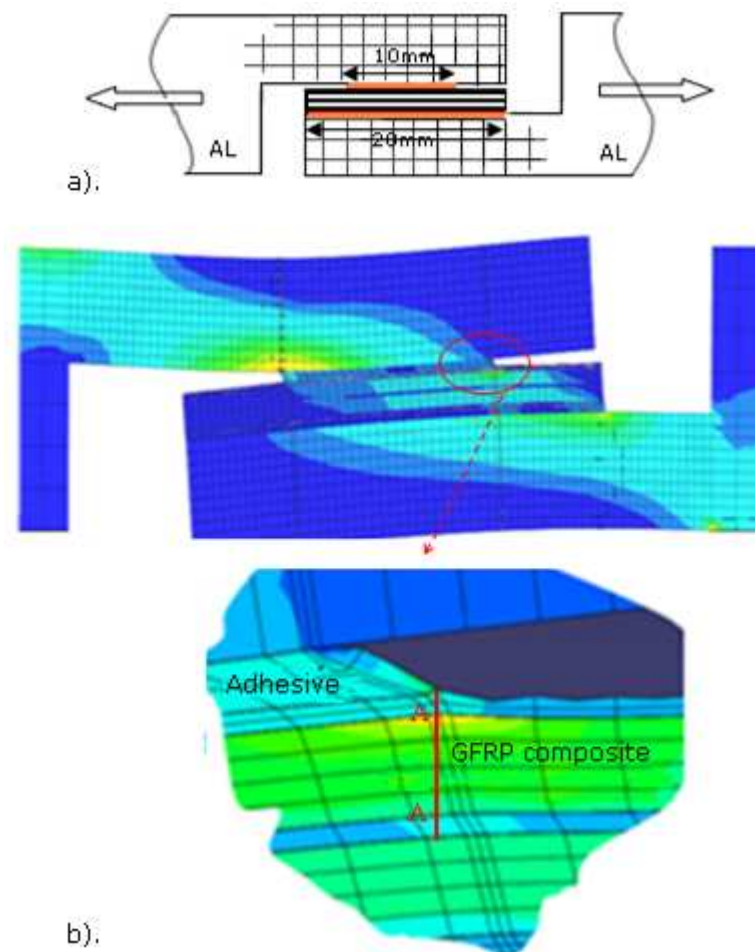 10mm
20mm
AL
AL
a).
Adhesive
A
GFRP composite
A
b).